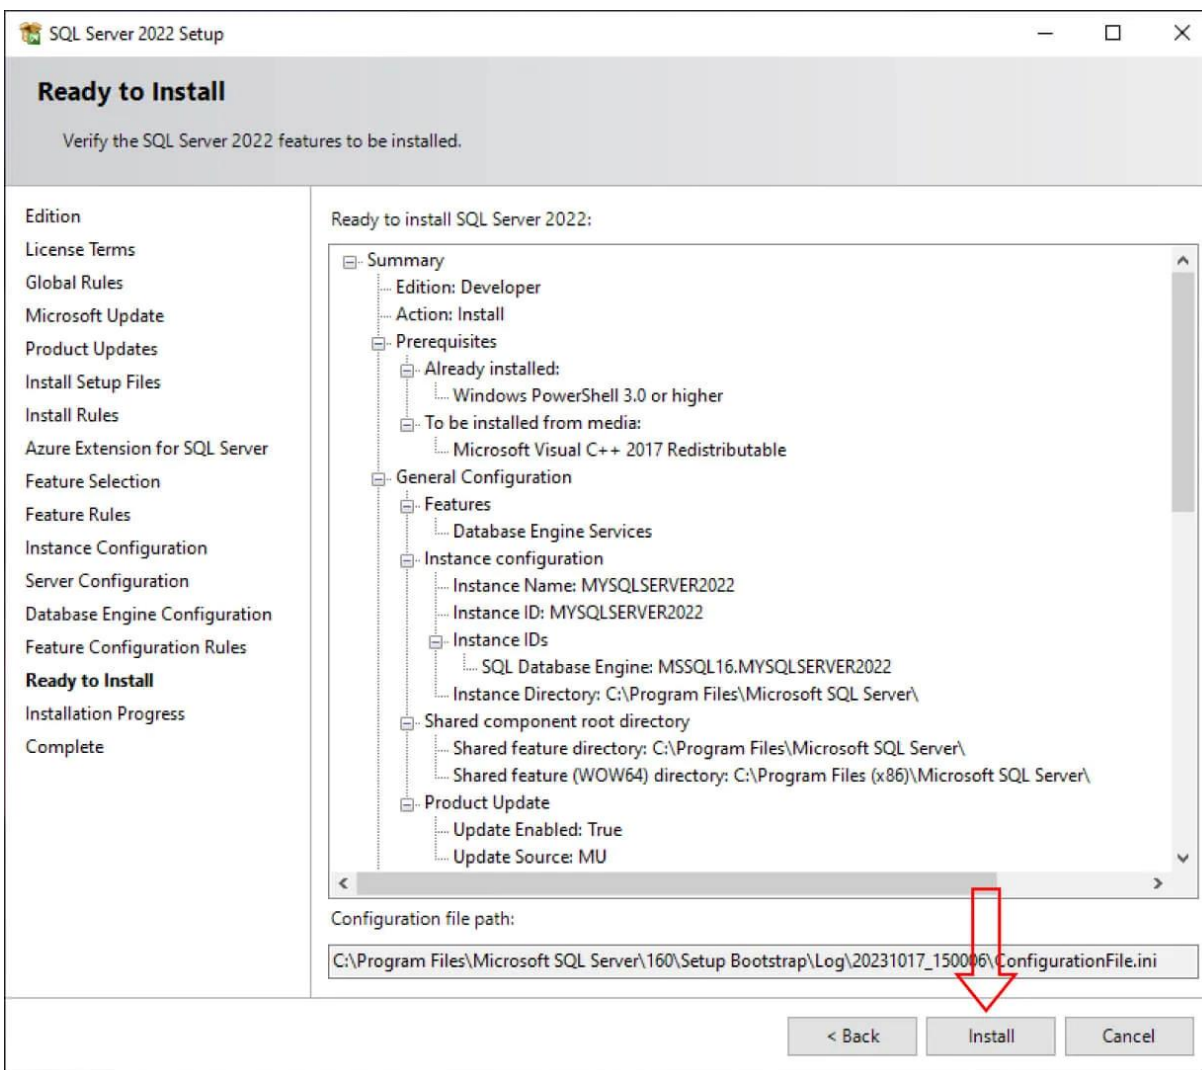 SQL Server 2022 Setup
Ready to Install
Verify the SQL Server 2022 features to be installed.
Edition
License Terms
Global Rules
Microsoft Update
Product Updates
Install Setup Files
Install Rules
Azure Extension for SQL Server
Feature Selection
Feature Rules
Instance Configuration
Server Configuration
Database Engine Configuration
Feature Configuration Rules
Ready to Install
Installation Progress
Complete
Ready to install SQL Server 2022:
Summary
Edition: Developer
Action: Install
Prerequisites
Already installed:
Windows PowerShell 3.0 or higher
To be installed from media:
Microsoft Visual C++ 2017 Redistributable
General Configuration
Features
Database Engine Services
Instance configuration
Instance Name: MYSQLSERVER2022
Instance ID: MYSQLSERVER2022
Instance IDs
SQL Database Engine: MSSQL16.MYSQLSERVER2022
Instance Directory: C:\Program Files\Microsoft SQL Server\
Shared component root directory
Shared feature directory: C:\Program Files\Microsoft SQL Server\
Shared feature (WOW64) directory: C:\Program Files (x86)\Microsoft SQL Server\
Product Update
Update Enabled: True
Update Source: MU
Configuration file path:
C:\Program Files\Microsoft SQL Server\160\Setup Bootstrap\Log\20231017_150006\ConfigurationFile.ini
< Back
Install
Cancel